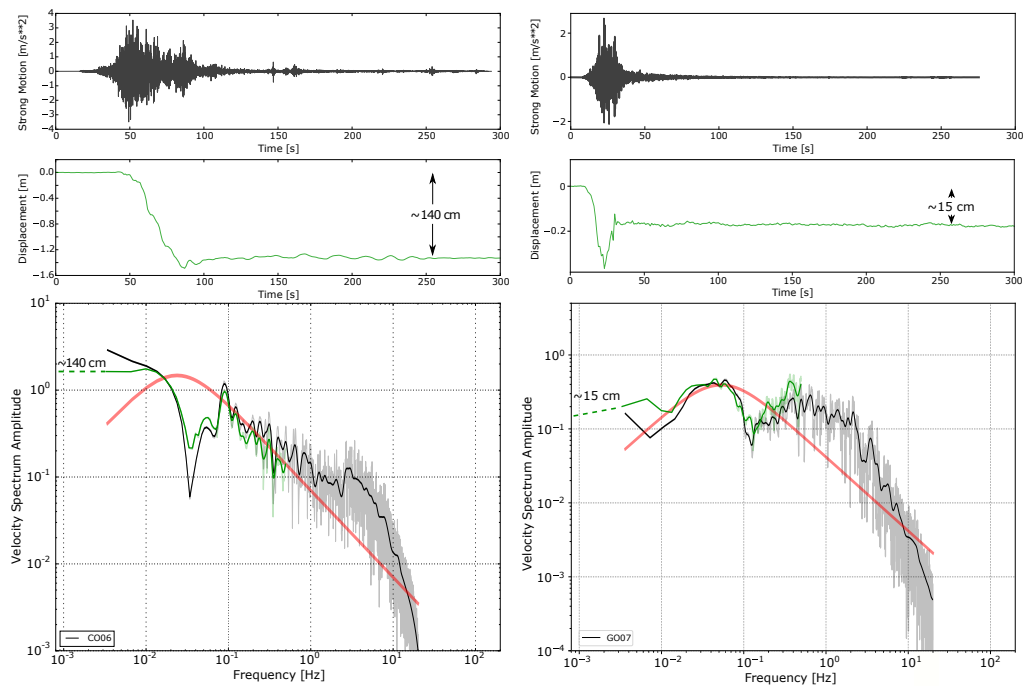 Strong Motion [m/s**2]
4
3
2
1
0
−1
−2
−3
−4
0 50 100 150 200 250 300
Time [s]
Displacement [m]
0.0
−0.4
−0.8
−1.2
−1.6
~140 cm
0 50 100 150 200 250 300
Time [s]
Velocity Spectrum Amplitude
10^1
10^0
10^-1
10^-2
10^-3
~140 cm
CO06
10^-3 10^-2 10^-1 10^0 10^1 10^2
Frequency [Hz]
Strong Motion [m/s**2]
2
0
−2
0 50 100 150 200 250 300
Time [s]
Displacement [m]
0
−0.2
~15 cm
0 50 100 150 200 250 300
Time [s]
Velocity Spectrum Amplitude
10^0
10^-1
10^-2
10^-3
10^-4
~15 cm
GO07
10^-3 10^-2 10^-1 10^0 10^1 10^2
Frequency [Hz]